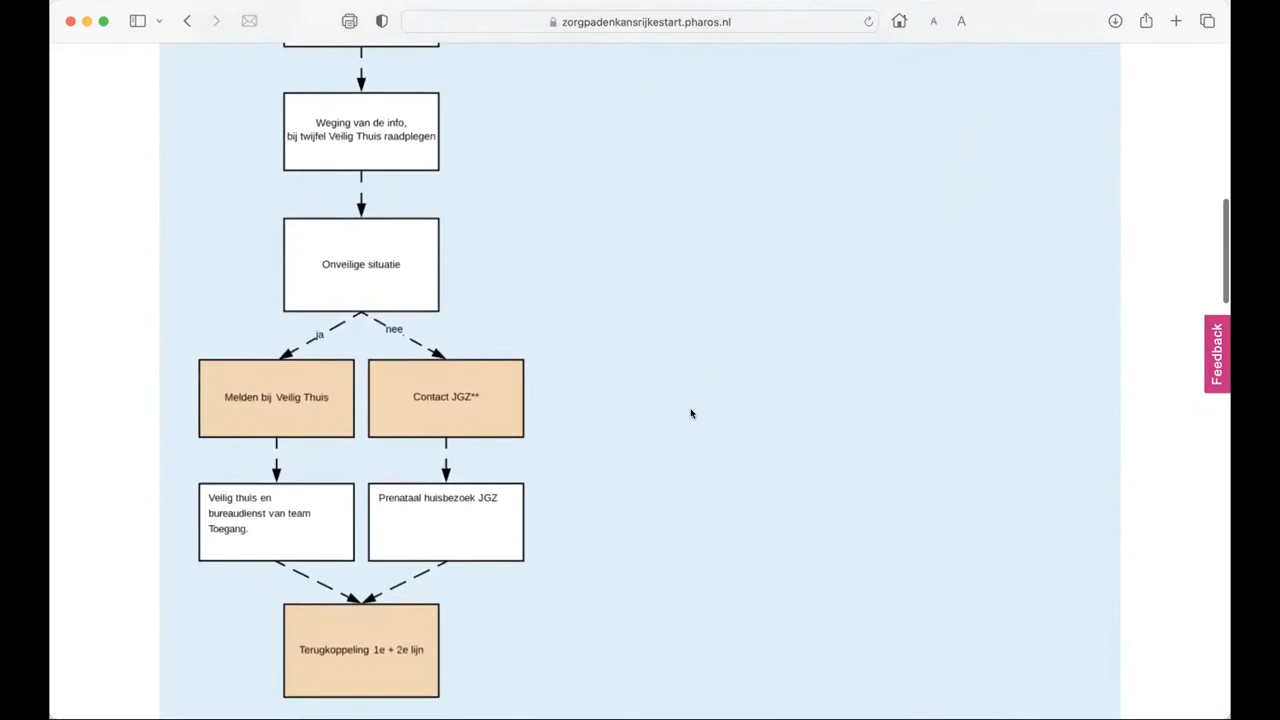 zorgpadenkansrijkestart.pharos.nl
A A
Weging van de info,
bij twijfel Veilig Thuis raadplegen
Onveilige situatie
ja
nee
Melden bij Veilig Thuis
Contact JGZ**
Veilig thuis en
bureaudienst van team
Toegang.
Prenataal huisbezoek JGZ
Terugkoppeling 1e + 2e lijn
Feedback